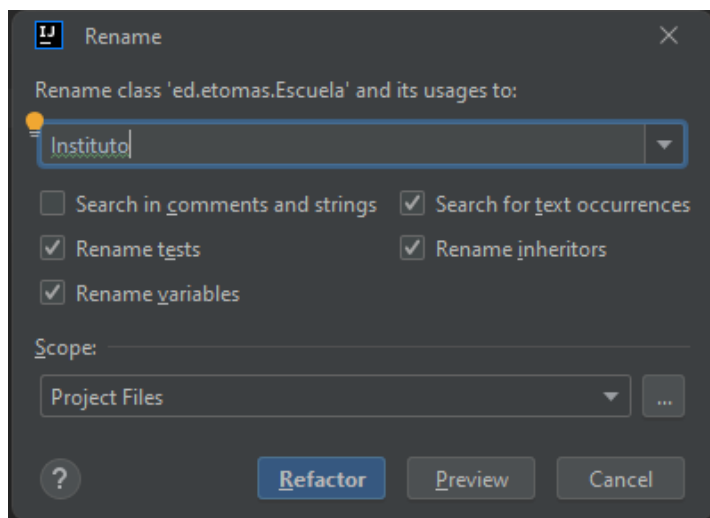 IJ
Rename
Rename class 'ed.etomas.Escuela' and its usages to:
Instituto
Search in comments and strings
Search for text occurrences
Rename tests
Rename inheritors
Rename variables
Scope:
Project Files
...
?
Refactor
Preview
Cancel